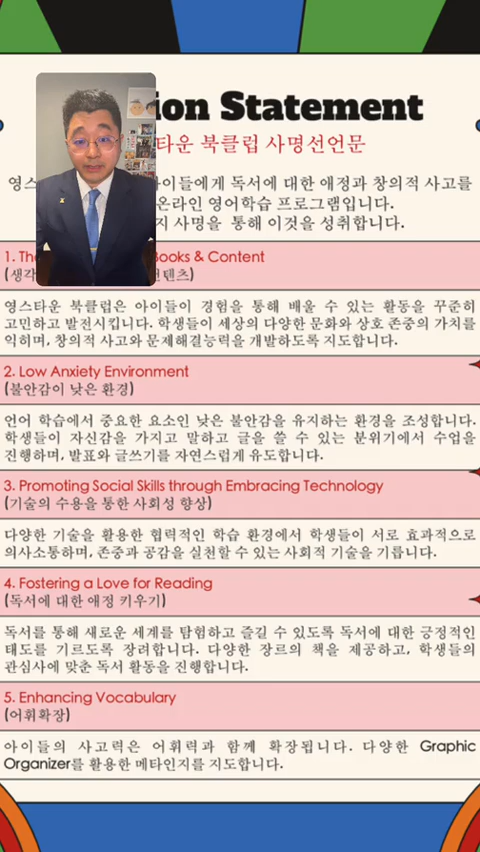 ion Statement
타운 북클럽 사명선언문
영스 아이들에게 독서에 대한 애정과 창의적 사고를
온라인 영어학습 프로그램입니다.
지 사명을 통해 이것을 성취합니다.
1. The Books & Content
(생각 컨텐츠)
영스타운 북클럽은 아이들이 경험을 통해 배울 수 있는 활동을 꾸준히
고민하고 발전시킵니다. 학생들이 세상의 다양한 문화와 상호 존중의 가치를
익히며, 창의적 사고와 문제해결능력을 개발하도록 지도합니다.
2. Low Anxiety Environment
(불안감이 낮은 환경)
언어 학습에서 중요한 요소인 낮은 불안감을 유지하는 환경을 조성합니다.
학생들이 자신감을 가지고 말하고 글을 쓸 수 있는 분위기에서 수업을
진행하며, 발표와 글쓰기를 자연스럽게 유도합니다.
3. Promoting Social Skills through Embracing Technology
(기술의 수용을 통한 사회성 향상)
다양한 기술을 활용한 협력적인 학습 환경에서 학생들이 서로 효과적으로
의사소통하며, 존중과 공감을 실천할 수 있는 사회적 기술을 기릅니다.
4. Fostering a Love for Reading
(독서에 대한 애정 키우기)
독서를 통해 새로운 세계를 탐험하고 즐길 수 있도록 독서에 대한 긍정적인
태도를 기르도록 장려합니다. 다양한 장르의 책을 제공하고, 학생들의
관심사에 맞춘 독서 활동을 진행합니다.
5. Enhancing Vocabulary
(어휘확장)
아이들의 사고력은 어휘력과 함께 확장됩니다. 다양한 Graphic
Organizer를 활용한 메타인지를 지도합니다.